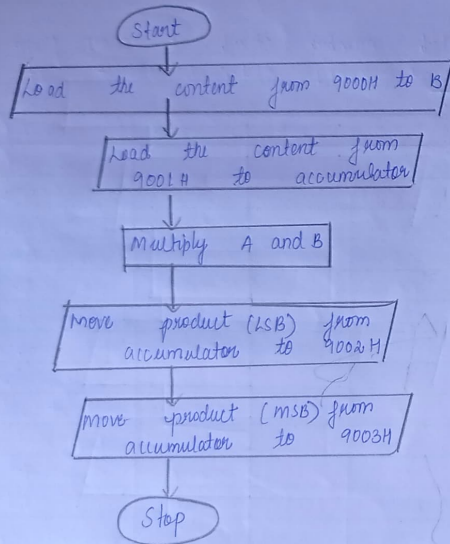 Start
Load the content from 9000H to B
Load the content from
9001H to accumulator
Multiply A and B
Move product (LSB) from
accumulator to 9002H
Move product (MSB) from
accumulator to 9003H
Stop